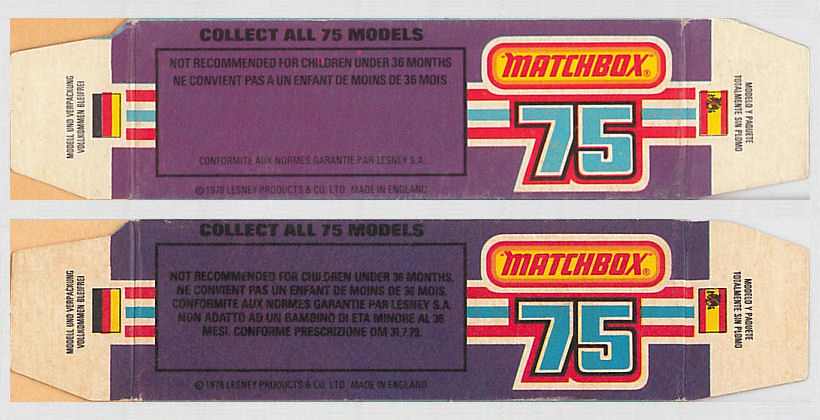 COLLECT ALL 75 MODELS
NOT RECOMMENDED FOR CHILDREN UNDER 36 MONTHS
NE CONVIENT PAS A UN ENFANT DE MOINS DE 36 MOIS
CONFORMITE AUX NORMES GARANTIE PAR LESNEY S.A.
© 1978 LESNEY PRODUCTS & CO. LTD. MADE IN ENGLAND
MODELL UND VERPACKUNG
VOLLKOMMEN BLEIFREI
MATCHBOX®
75
MODELO Y PAQUETE
TOTALMENTE SIN PLOMO
COLLECT ALL 75 MODELS
NOT RECOMMENDED FOR CHILDREN UNDER 36 MONTHS.
NE CONVIENT PAS A UN ENFANT DE MOINS DE 36 MOIS.
CONFORMITE AUX NORMES GARANTIE PAR LESNEY S.A.
NON ADATTO AD UN BAMBINO DI ETA MINORE AL 36
MESI. CONFORME PRESCRIZIONE DM 31.7.79.
© 1978 LESNEY PRODUCTS & CO. LTD. MADE IN ENGLAND
MODELL UND VERPACKUNG
VOLLKOMMEN BLEIFREI
MATCHBOX®
75
MODELO Y PAQUETE
TOTALMENTE SIN PLOMO